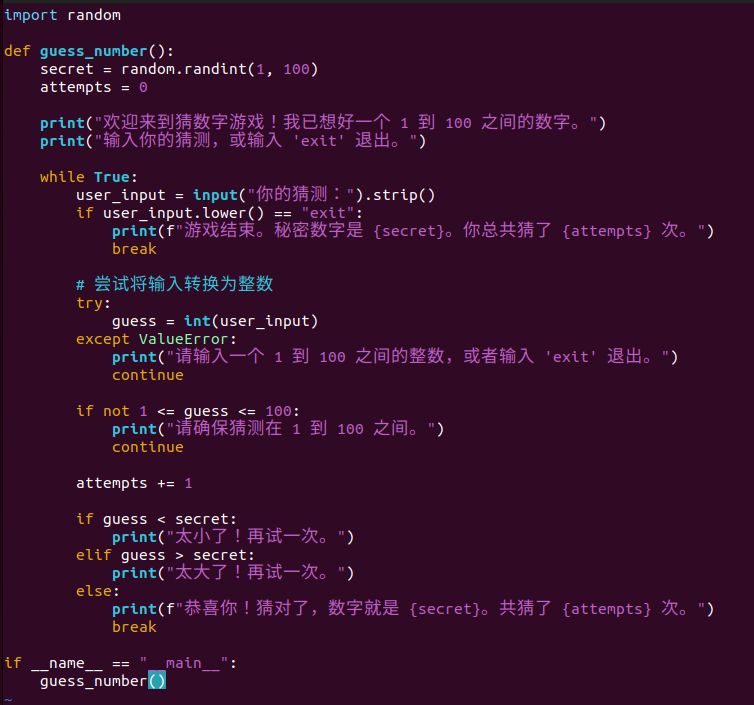 import random

def guess_number():
    secret = random.randint(1, 100)
    attempts = 0

    print("欢迎来到猜数字游戏！我已想好一个 1 到 100 之间的数字。")
    print("输入你的猜测，或输入 'exit' 退出。")

    while True:
        user_input = input("你的猜测：").strip()
        if user_input.lower() == "exit":
            print(f"游戏结束。秘密数字是 {secret}。你总共猜了 {attempts} 次。")
            break

        # 尝试将输入转换为整数
        try:
            guess = int(user_input)
        except ValueError:
            print("请输入一个 1 到 100 之间的整数，或者输入 'exit' 退出。")
            continue

        if not 1 <= guess <= 100:
            print("请确保猜测在 1 到 100 之间。")
            continue

        attempts += 1

        if guess < secret:
            print("太小了！再试一次。")
        elif guess > secret:
            print("太大了！再试一次。")
        else:
            print(f"恭喜你！猜对了，数字就是 {secret}。共猜了 {attempts} 次。")
            break

if __name__ == "__main__":
    guess_number()
~